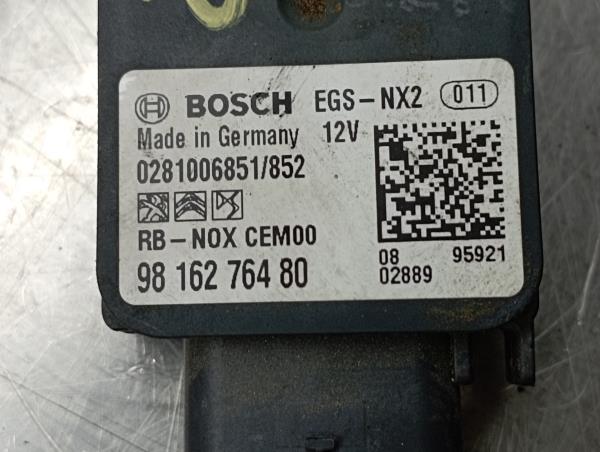 BOSCH EGS-NX2 011
Made in Germany 12V
0281006851/852
RB-NOX CEM00
98 162 764 80
08 95921
02889